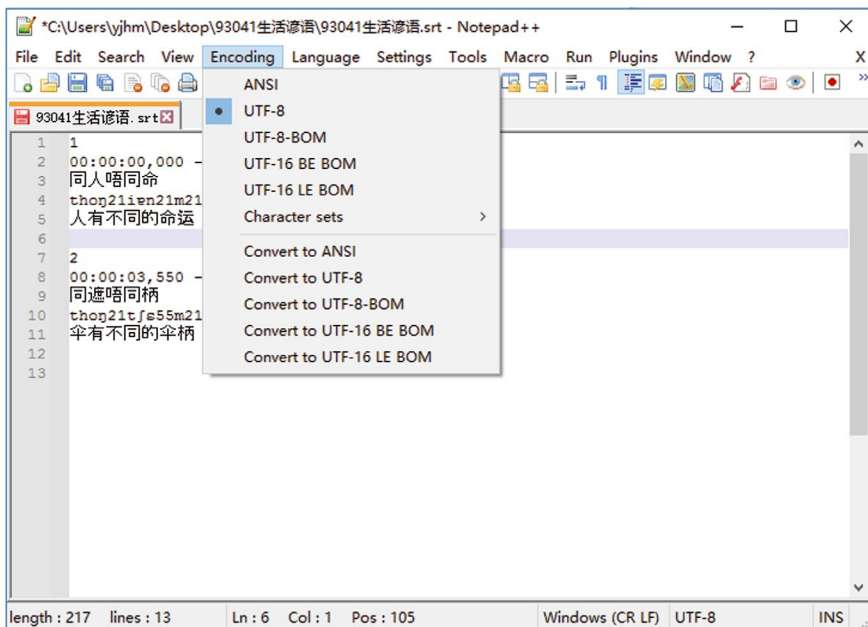 *C:\Users\yjhm\Desktop\93041生活谚语\93041生活谚语.srt - Notepad++
File Edit Search View Encoding Language Settings Tools Macro Run Plugins Window ? X
93041生活谚语.srt
ANSI
UTF-8
UTF-8-BOM
UTF-16 BE BOM
UTF-16 LE BOM
Character sets
Convert to ANSI
Convert to UTF-8
Convert to UTF-8-BOM
Convert to UTF-16 BE BOM
Convert to UTF-16 LE BOM
1 1
2 00:00:00,000 -
3 同人唔同命
4 thoŋ21iɐn21m21
5 人有不同的命运
6
7 2
8 00:00:03,550 -
9 同遮唔同柄
10 thoŋ21tʃɛ55m21
11 伞有不同的伞柄
12
13
length : 217 lines : 13 Ln : 6 Col : 1 Pos : 105 Windows (CR LF) UTF-8 INS